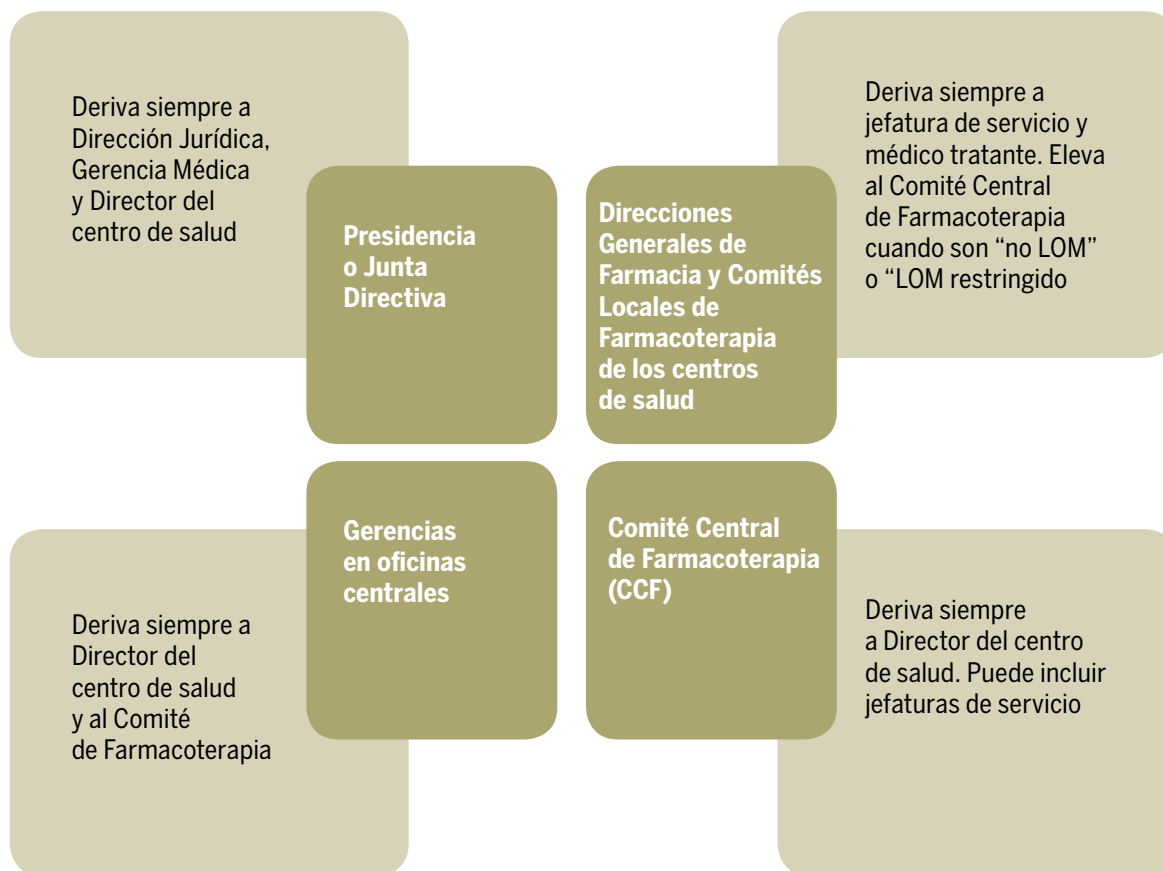 Deriva siempre a
Dirección Jurídica,
Gerencia Médica
y Director del
centro de salud
Presidencia
o Junta
Directiva
Direcciones
Generales de
Farmacia y Comités
Locales de
Farmacoterapia
de los centros
de salud
Deriva siempre a
jefatura de servicio y
médico tratante. Eleva
al Comité Central
de Farmacoterapia
cuando son “no LOM”
o “LOM restringido
Deriva siempre a
Director del
centro de salud
y al Comité
de Farmacoterapia
Gerencias
en oficinas
centrales
Comité Central
de Farmacoterapia
(CCF)
Deriva siempre
a Director del centro
de salud. Puede incluir
jefaturas de servicio